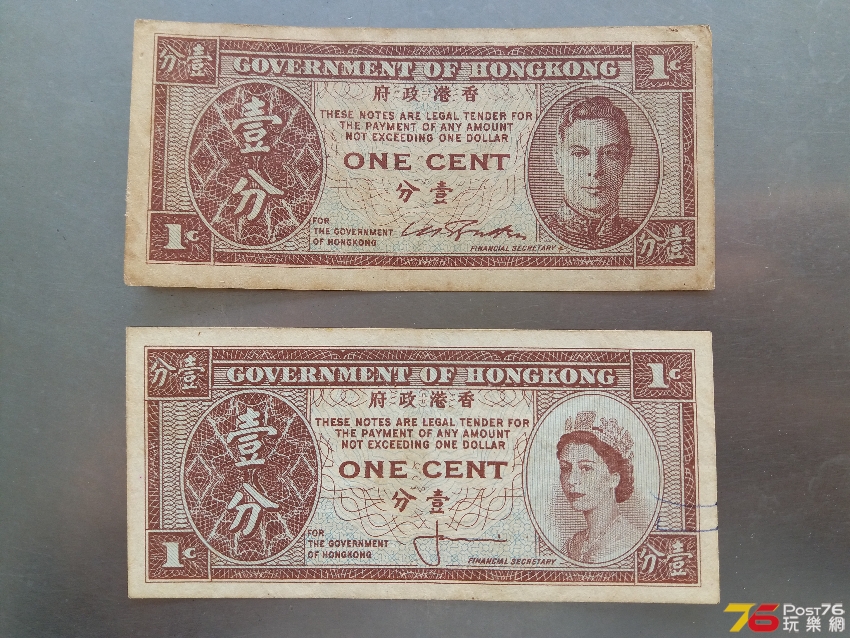 分壹 GOVERNMENT OF HONGKONG 1C
府政港香
THESE NOTES ARE LEGAL TENDER FOR
THE PAYMENT OF ANY AMOUNT
NOT EXCEEDING ONE DOLLAR
壹分
ONE CENT
分壹
FOR
THE GOVERNMENT
OF HONGKONG
FINANCIAL SECRETARY
1C
分壹
分壹 GOVERNMENT OF HONGKONG 1C
府政港香
THESE NOTES ARE LEGAL TENDER FOR
THE PAYMENT OF ANY AMOUNT
NOT EXCEEDING ONE DOLLAR
壹分
ONE CENT
分壹
FOR
THE GOVERNMENT
OF HONGKONG
FINANCIAL SECRETARY
1C
分壹
76 Post76
玩樂網